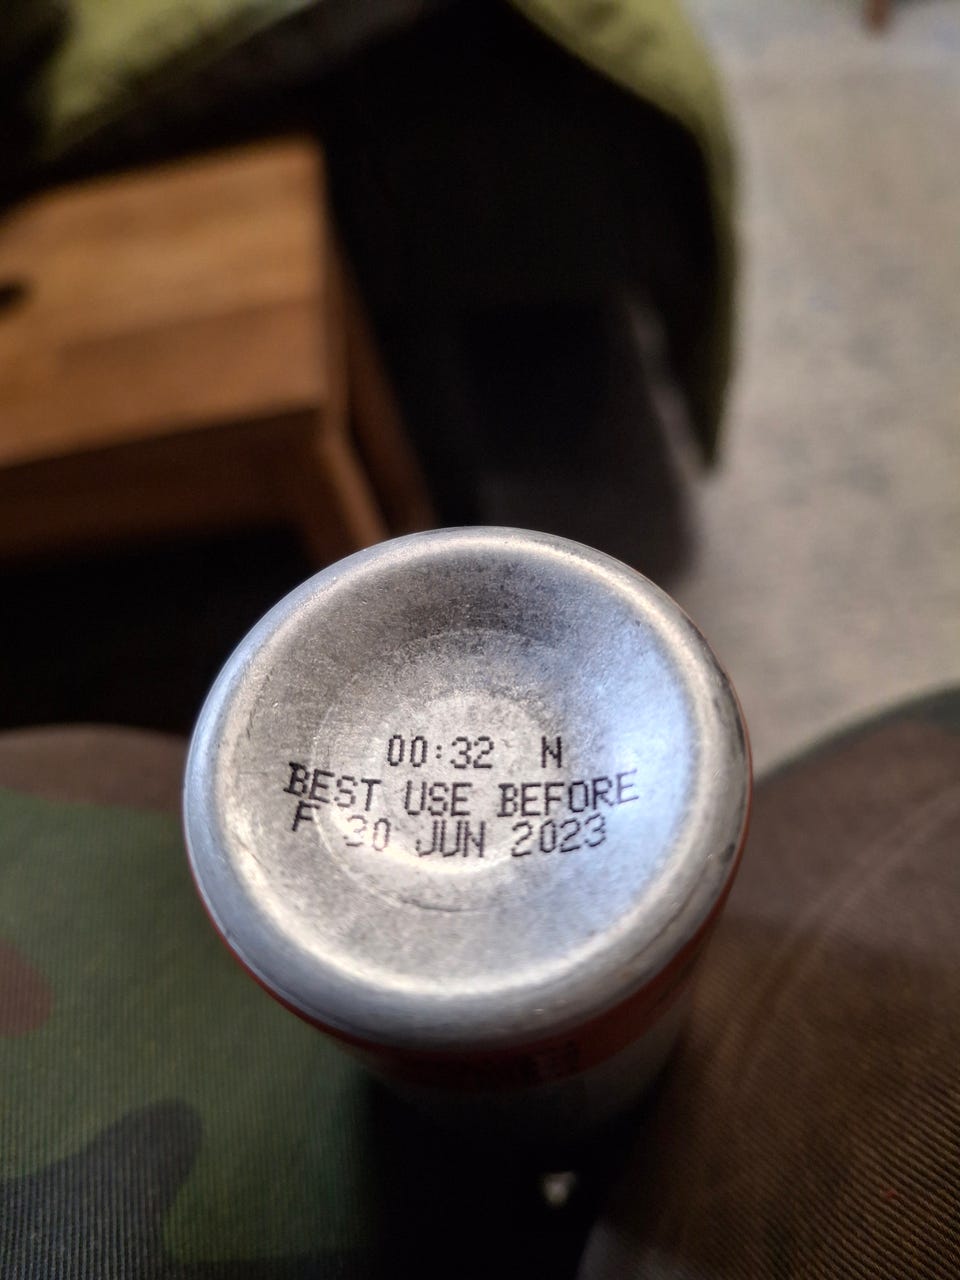 00:32 N
BEST USE BEFORE
F 30 JUN 2023